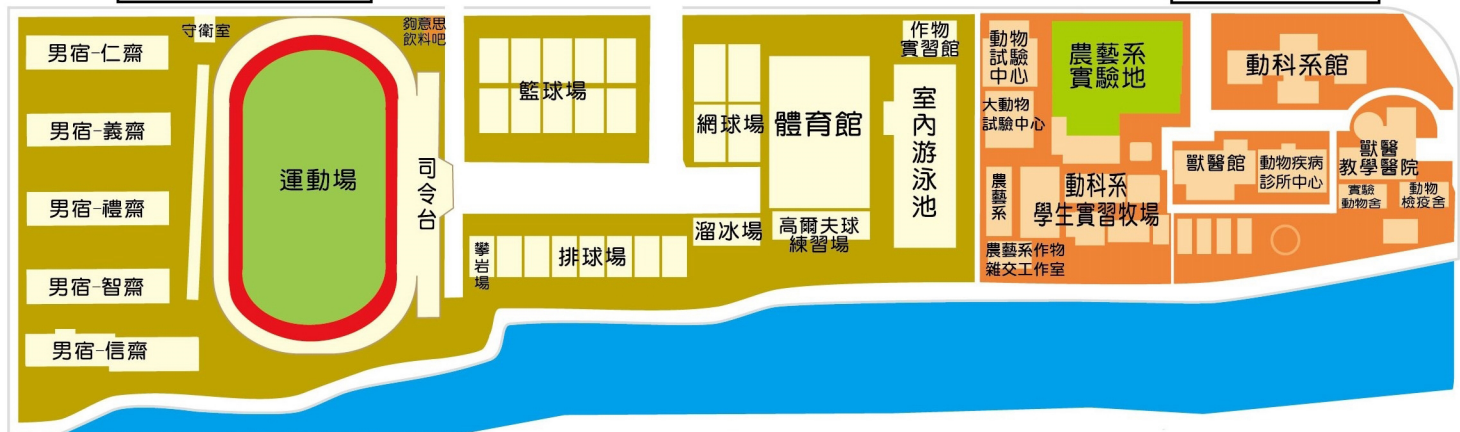 男宿-仁齋
男宿-義齋
男宿-禮齋
男宿-智齋
男宿-信齋
守衛室
運動場
夠意思
飲料吧
司令台
籃球場
攀岩場
排球場
網球場
溜冰場
體育館
高爾夫球
練習場
作物
實習館
室內游泳池
動物
試驗
中心
大動物
試驗中心
農藝系
實驗地
農藝系
動科系
學生實習牧場
農藝系作物
雜交工作室
動科系館
獸醫館
動物疾病
診所中心
獸醫
教學醫院
實驗
動物舍
動物
檢疫舍